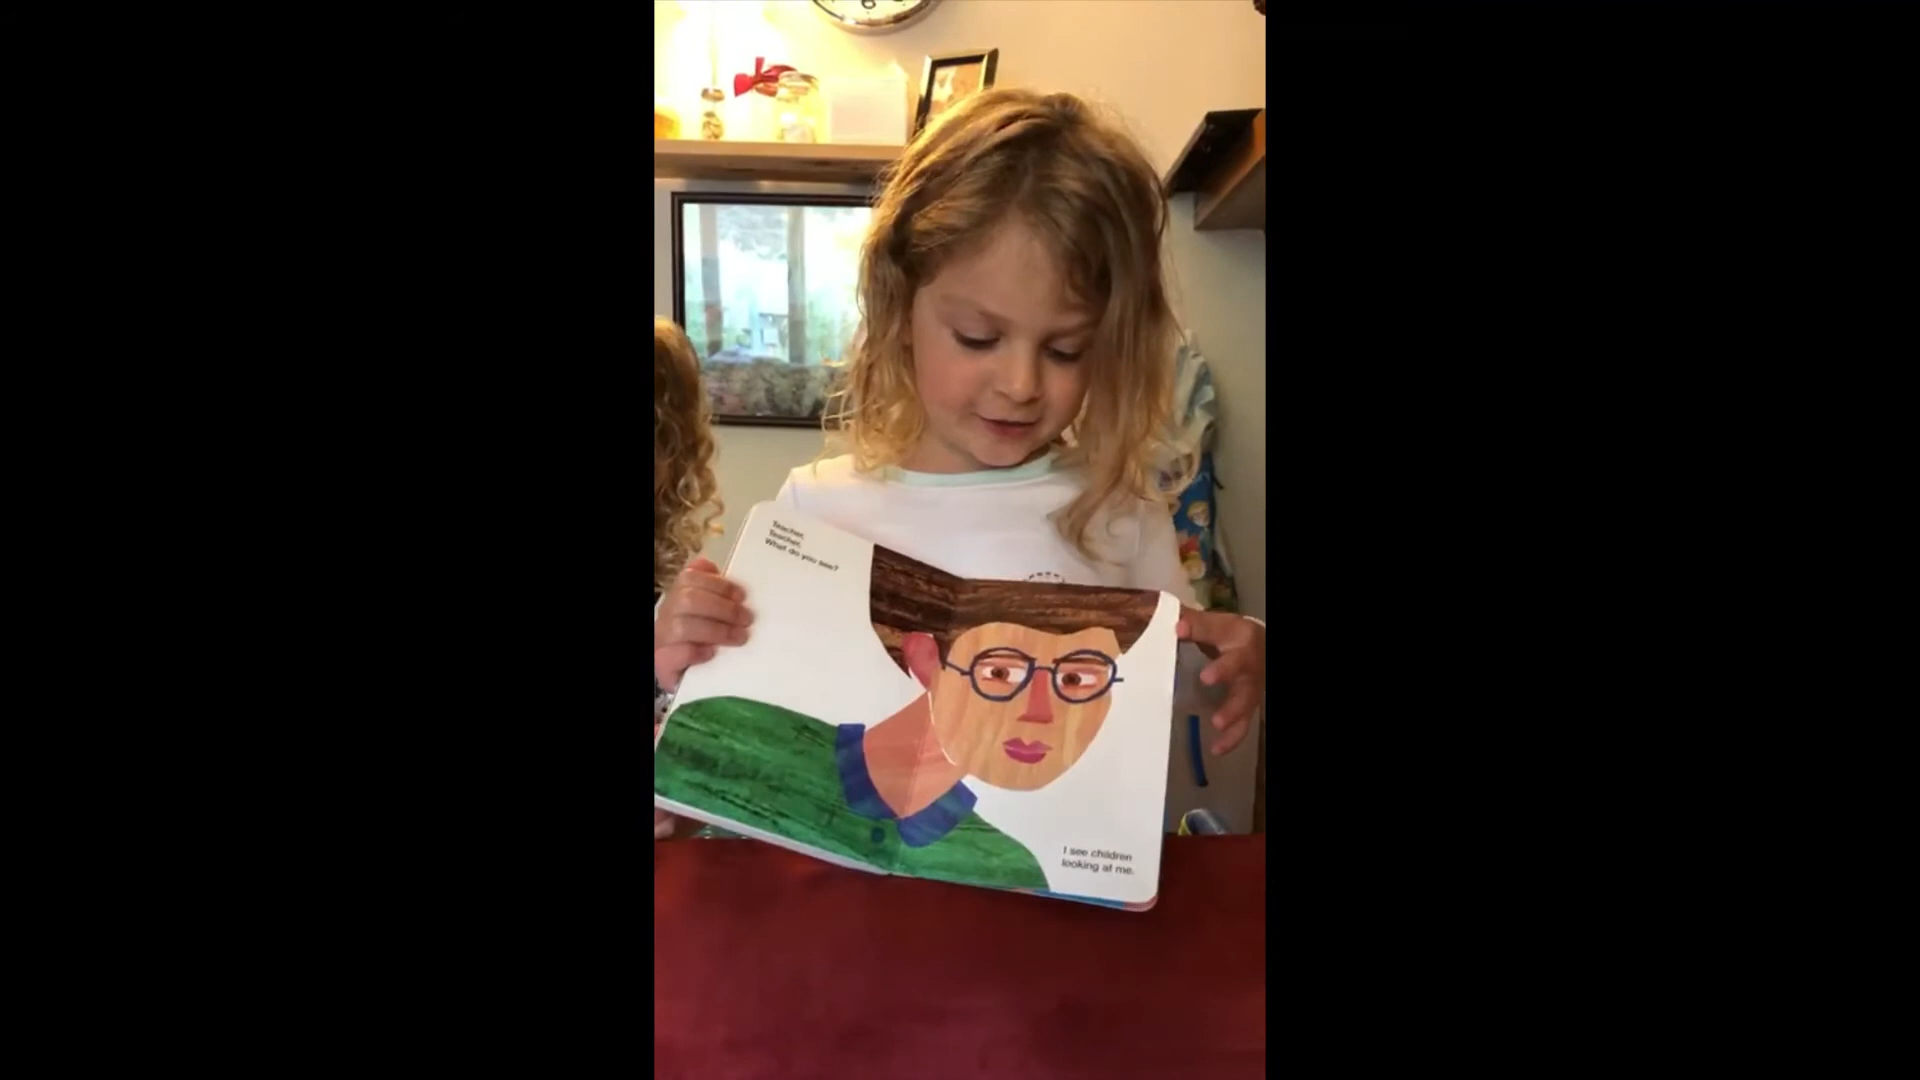 Teacher,
Teacher,
What do you see?
I see children
looking at me.